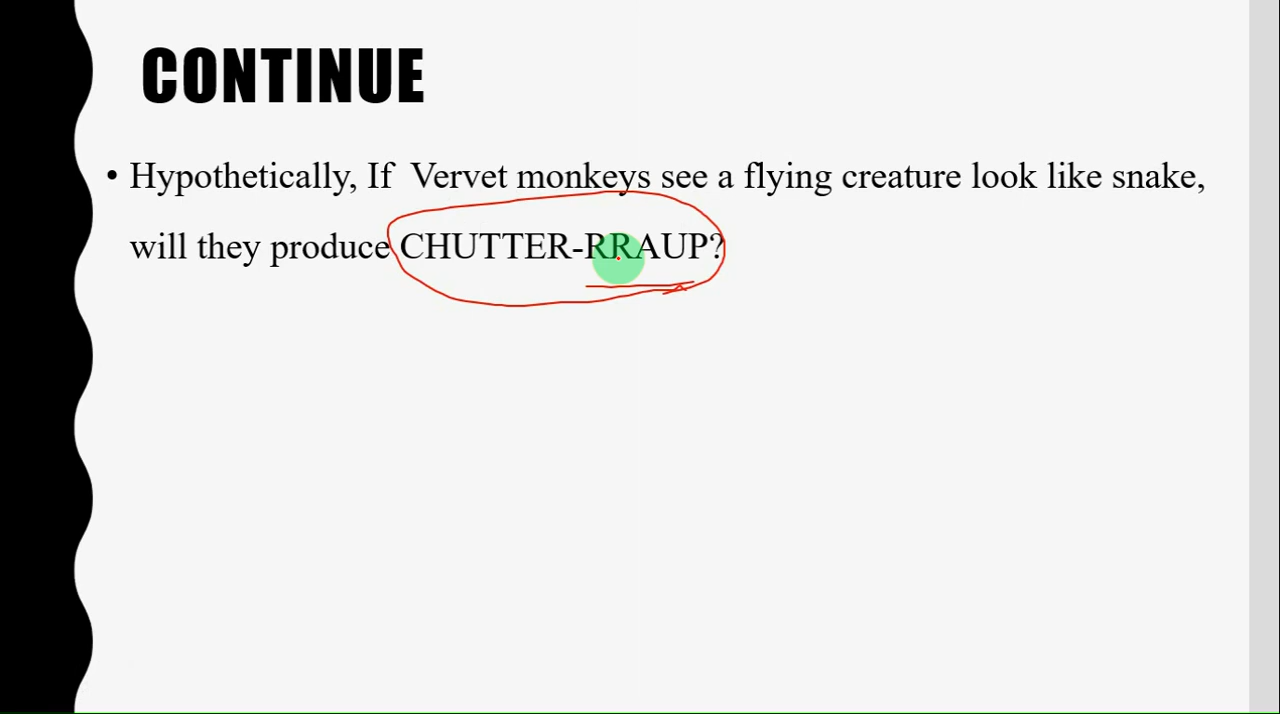 CONTINUE
• Hypothetically, If Vervet monkeys see a flying creature look like snake,
will they produce CHUTTER-RRAUP?